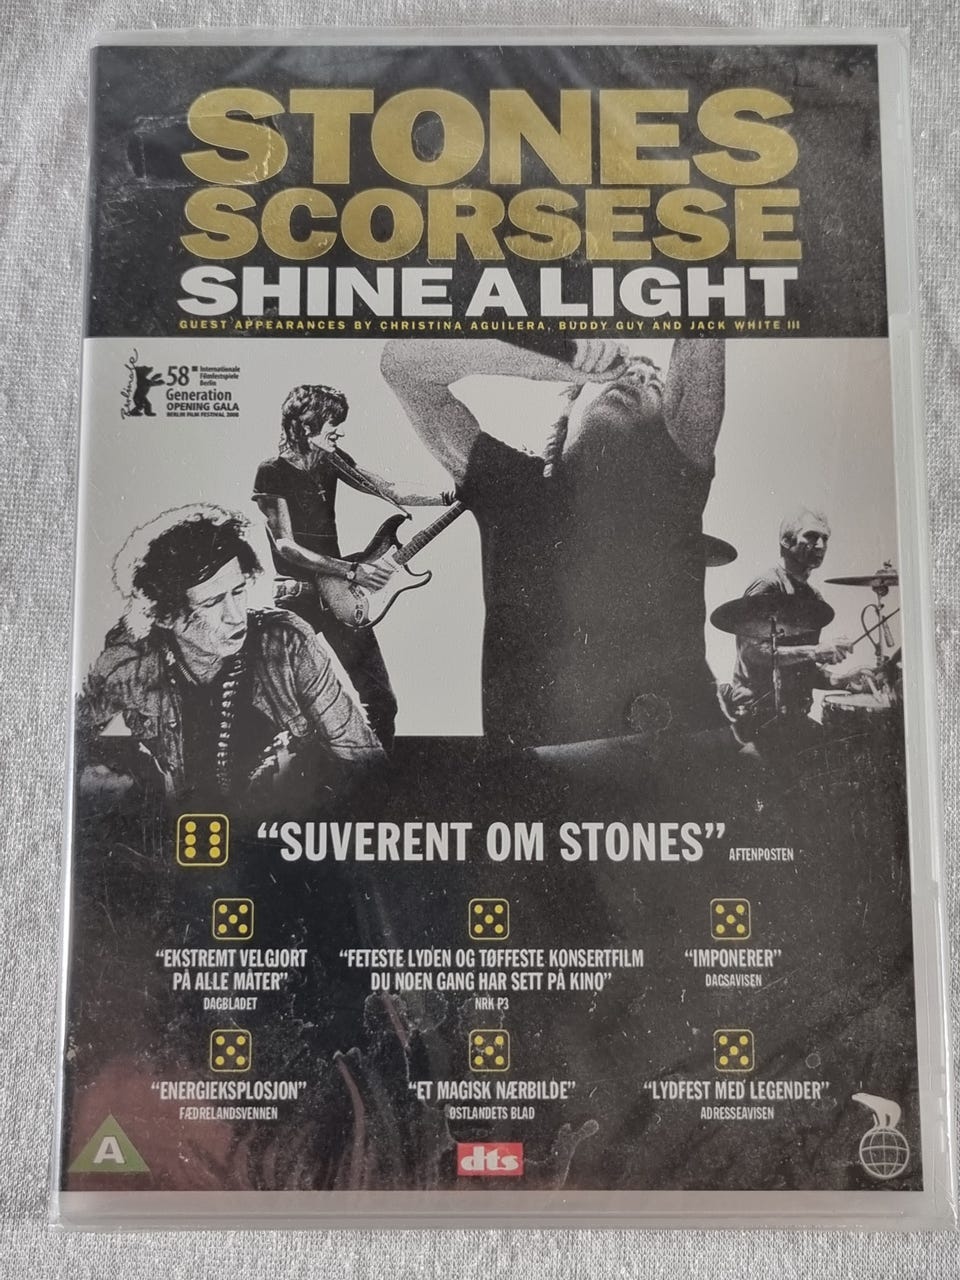 STONES
SCORSESE
SHINE A LIGHT
GUEST APPEARANCES BY CHRISTINA AGUILERA, BUDDY GUY AND JACK WHITE III
Berlinale
58
Internationale
Filmfestspiele
Berlin
Generation
OPENING GALA
BERLIN FILM FESTIVAL 2008
“SUVERENT OM STONES” AFTENPOSTEN
“EKSTREMT VELGJORT
PÅ ALLE MÅTER”
DAGBLADET
“FETESTE LYDEN OG TØFFESTE KONSERTFILM
DU NOEN GANG HAR SETT PÅ KINO”
NRK P3
“IMPONERER”
DAGSAVISEN
“ENERGIEKSPLOSJON”
FÆDRELANDSVENNEN
“ET MAGISK NÆRBILDE”
ØSTLANDETS BLAD
“LYDFEST MED LEGENDER”
ADRESSEAVISEN
A
dts